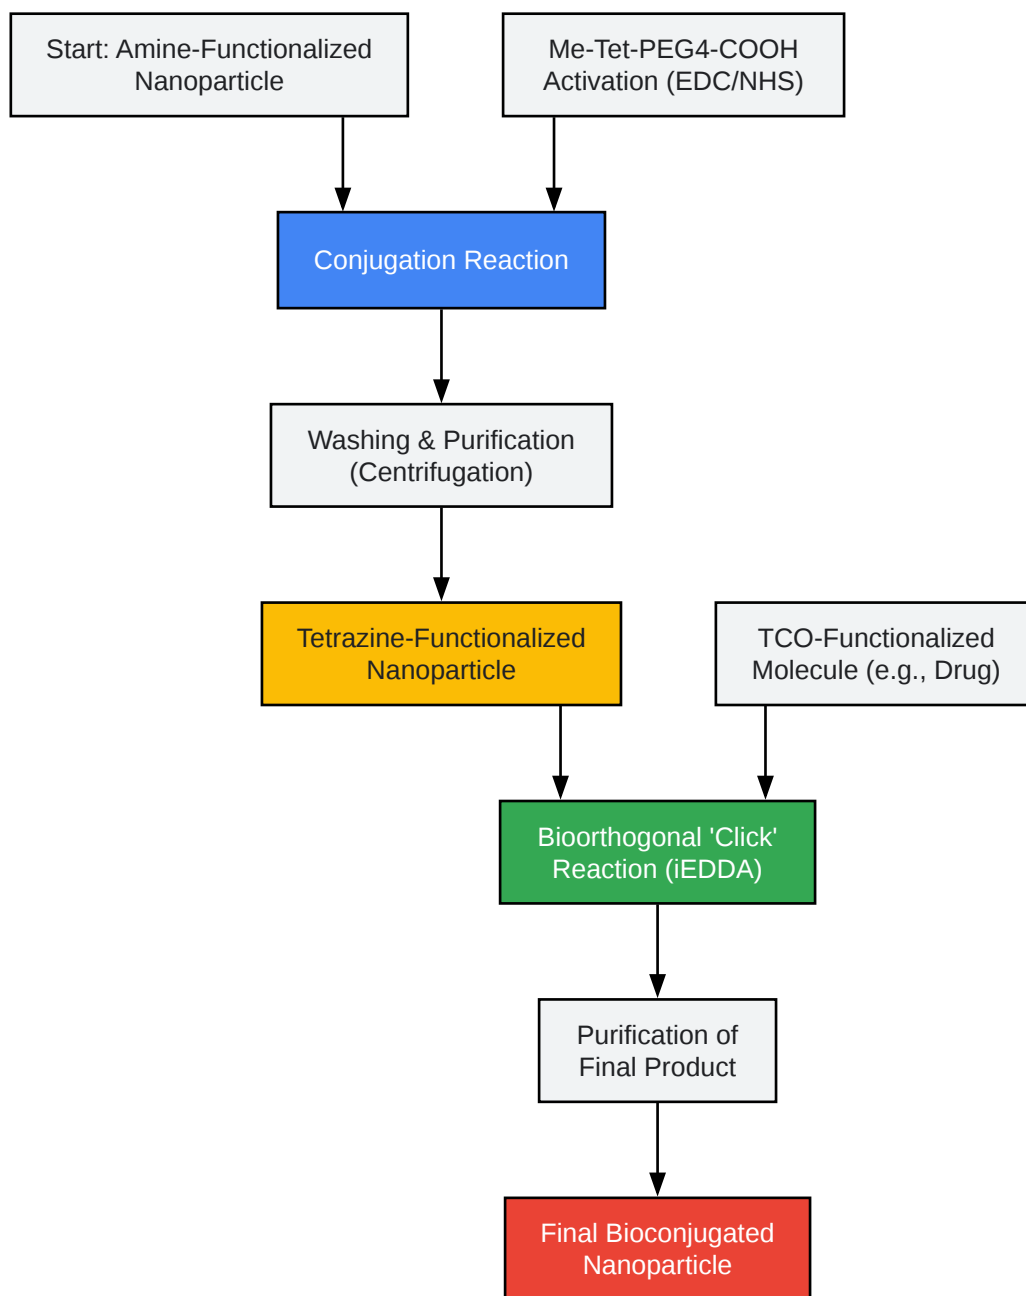 Start: Amine-Functionalized
Nanoparticle
Me-Tet-PEG4-COOH
Activation (EDC/NHS)
Conjugation Reaction
Washing & Purification
(Centrifugation)
Tetrazine-Functionalized
Nanoparticle
TCO-Functionalized
Molecule (e.g., Drug)
Bioorthogonal 'Click'
Reaction (iEDDA)
Purification of
Final Product
Final Bioconjugated
Nanoparticle